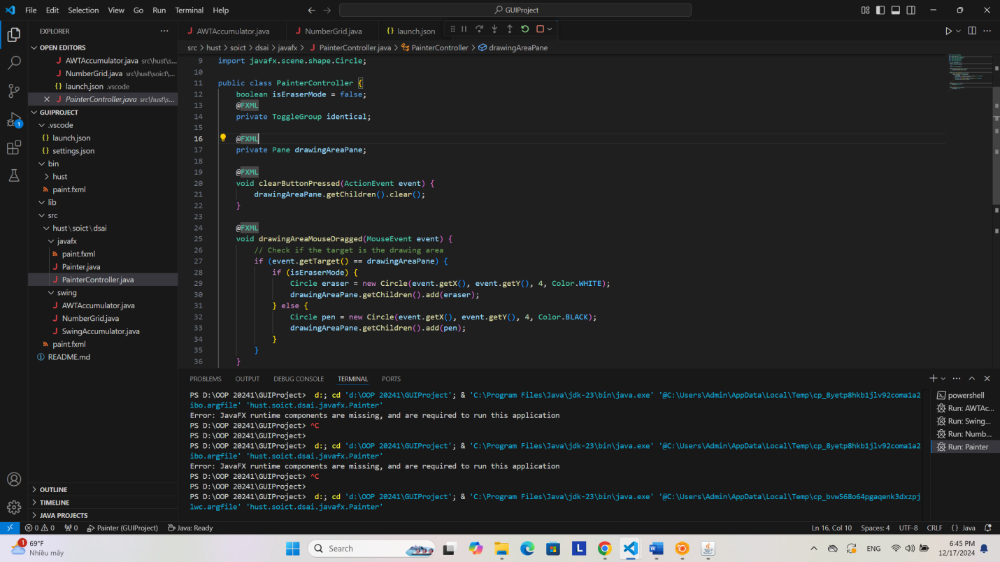 File Edit Selection View Go Run Terminal Help
GUIProject
EXPLORER
OPEN EDITORS
AWTAccumulator.java src\hust\s...
NumberGrid.java src\hust\soict\...
launch.json .vscode
PainterController.java src\hust\s...
GUIPROJECT
.vscode
launch.json
settings.json
bin
hust
paint.fxml
lib
src
hust\soict\dsai
javafx
paint.fxml
Painter.java
PainterController.java
swing
AWTAccumulator.java
NumberGrid.java
SwingAccumulator.java
paint.fxml
README.md
OUTLINE
TIMELINE
JAVA PROJECTS
1
AWTAccumulator.java NumberGrid.java launch.json
src > hust > soict > dsai > javafx > PainterController.java > PainterController > drawingAreaPane
9 import javafx.scene.shape.Circle;
10
11 public class PainterController {
12 boolean isEraserMode = false;
13 @FXML
14 private ToggleGroup identical;
15
16 @FXML
17 private Pane drawingAreaPane;
18
19 @FXML
20 void clearButtonPressed(ActionEvent event) {
21 drawingAreaPane.getChildren().clear();
22 }
23
24 @FXML
25 void drawingAreaMouseDragged(MouseEvent event) {
26 // Check if the target is the drawing area
27 if (event.getTarget() == drawingAreaPane) {
28 if (isEraserMode) {
29 Circle eraser = new Circle(event.getX(), event.getY(), 4, Color.WHITE);
30 drawingAreaPane.getChildren().add(eraser);
31 } else {
32 Circle pen = new Circle(event.getX(), event.getY(), 4, Color.BLACK);
33 drawingAreaPane.getChildren().add(pen);
34 }
35 }
36 }
PROBLEMS OUTPUT DEBUG CONSOLE TERMINAL PORTS
PS D:\OOP 20241\GUIProject> d:; cd 'd:\OOP 20241\GUIProject'; & 'C:\Program Files\Java\jdk-23\bin\java.exe' '@C:\Users\Admin\AppData\Local\Temp\cp_8yetp8hkb1jlv92coma1a2
ibo.argfile' 'hust.soict.dsai.javafx.Painter'
Error: JavaFX runtime components are missing, and are required to run this application
PS D:\OOP 20241\GUIProject> ^C
PS D:\OOP 20241\GUIProject>
PS D:\OOP 20241\GUIProject> d:; cd 'd:\OOP 20241\GUIProject'; & 'C:\Program Files\Java\jdk-23\bin\java.exe' '@C:\Users\Admin\AppData\Local\Temp\cp_8yetp8hkb1jlv92coma1a2
ibo.argfile' 'hust.soict.dsai.javafx.Painter'
Error: JavaFX runtime components are missing, and are required to run this application
PS D:\OOP 20241\GUIProject> ^C
PS D:\OOP 20241\GUIProject>
PS D:\OOP 20241\GUIProject> d:; cd 'd:\OOP 20241\GUIProject'; & 'C:\Program Files\Java\jdk-23\bin\java.exe' '@C:\Users\Admin\AppData\Local\Temp\cp_bvw568o64pgaqenk3dxzpj
lwc.argfile' 'hust.soict.dsai.javafx.Painter'
powershell
Run: AWTAc...
Run: Swing...
Run: Numb...
Run: Painter
0 0 0 Painter (GUIProject) Java: Ready
Ln 16, Col 10 Spaces: 4 UTF-8 CRLF {} Java
1 69°F
Nhiều mây
Search
ENG
6:45 PM
12/17/2024